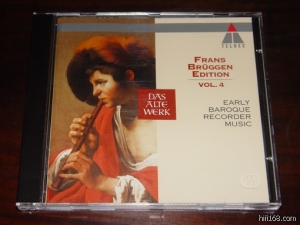 TELDEC
FRANS
BRÜGGEN
EDITION
VOL. 4
DAS
ALTE
WERK
EARLY
BAROQUE
RECORDER
MUSIC
hifi168.com